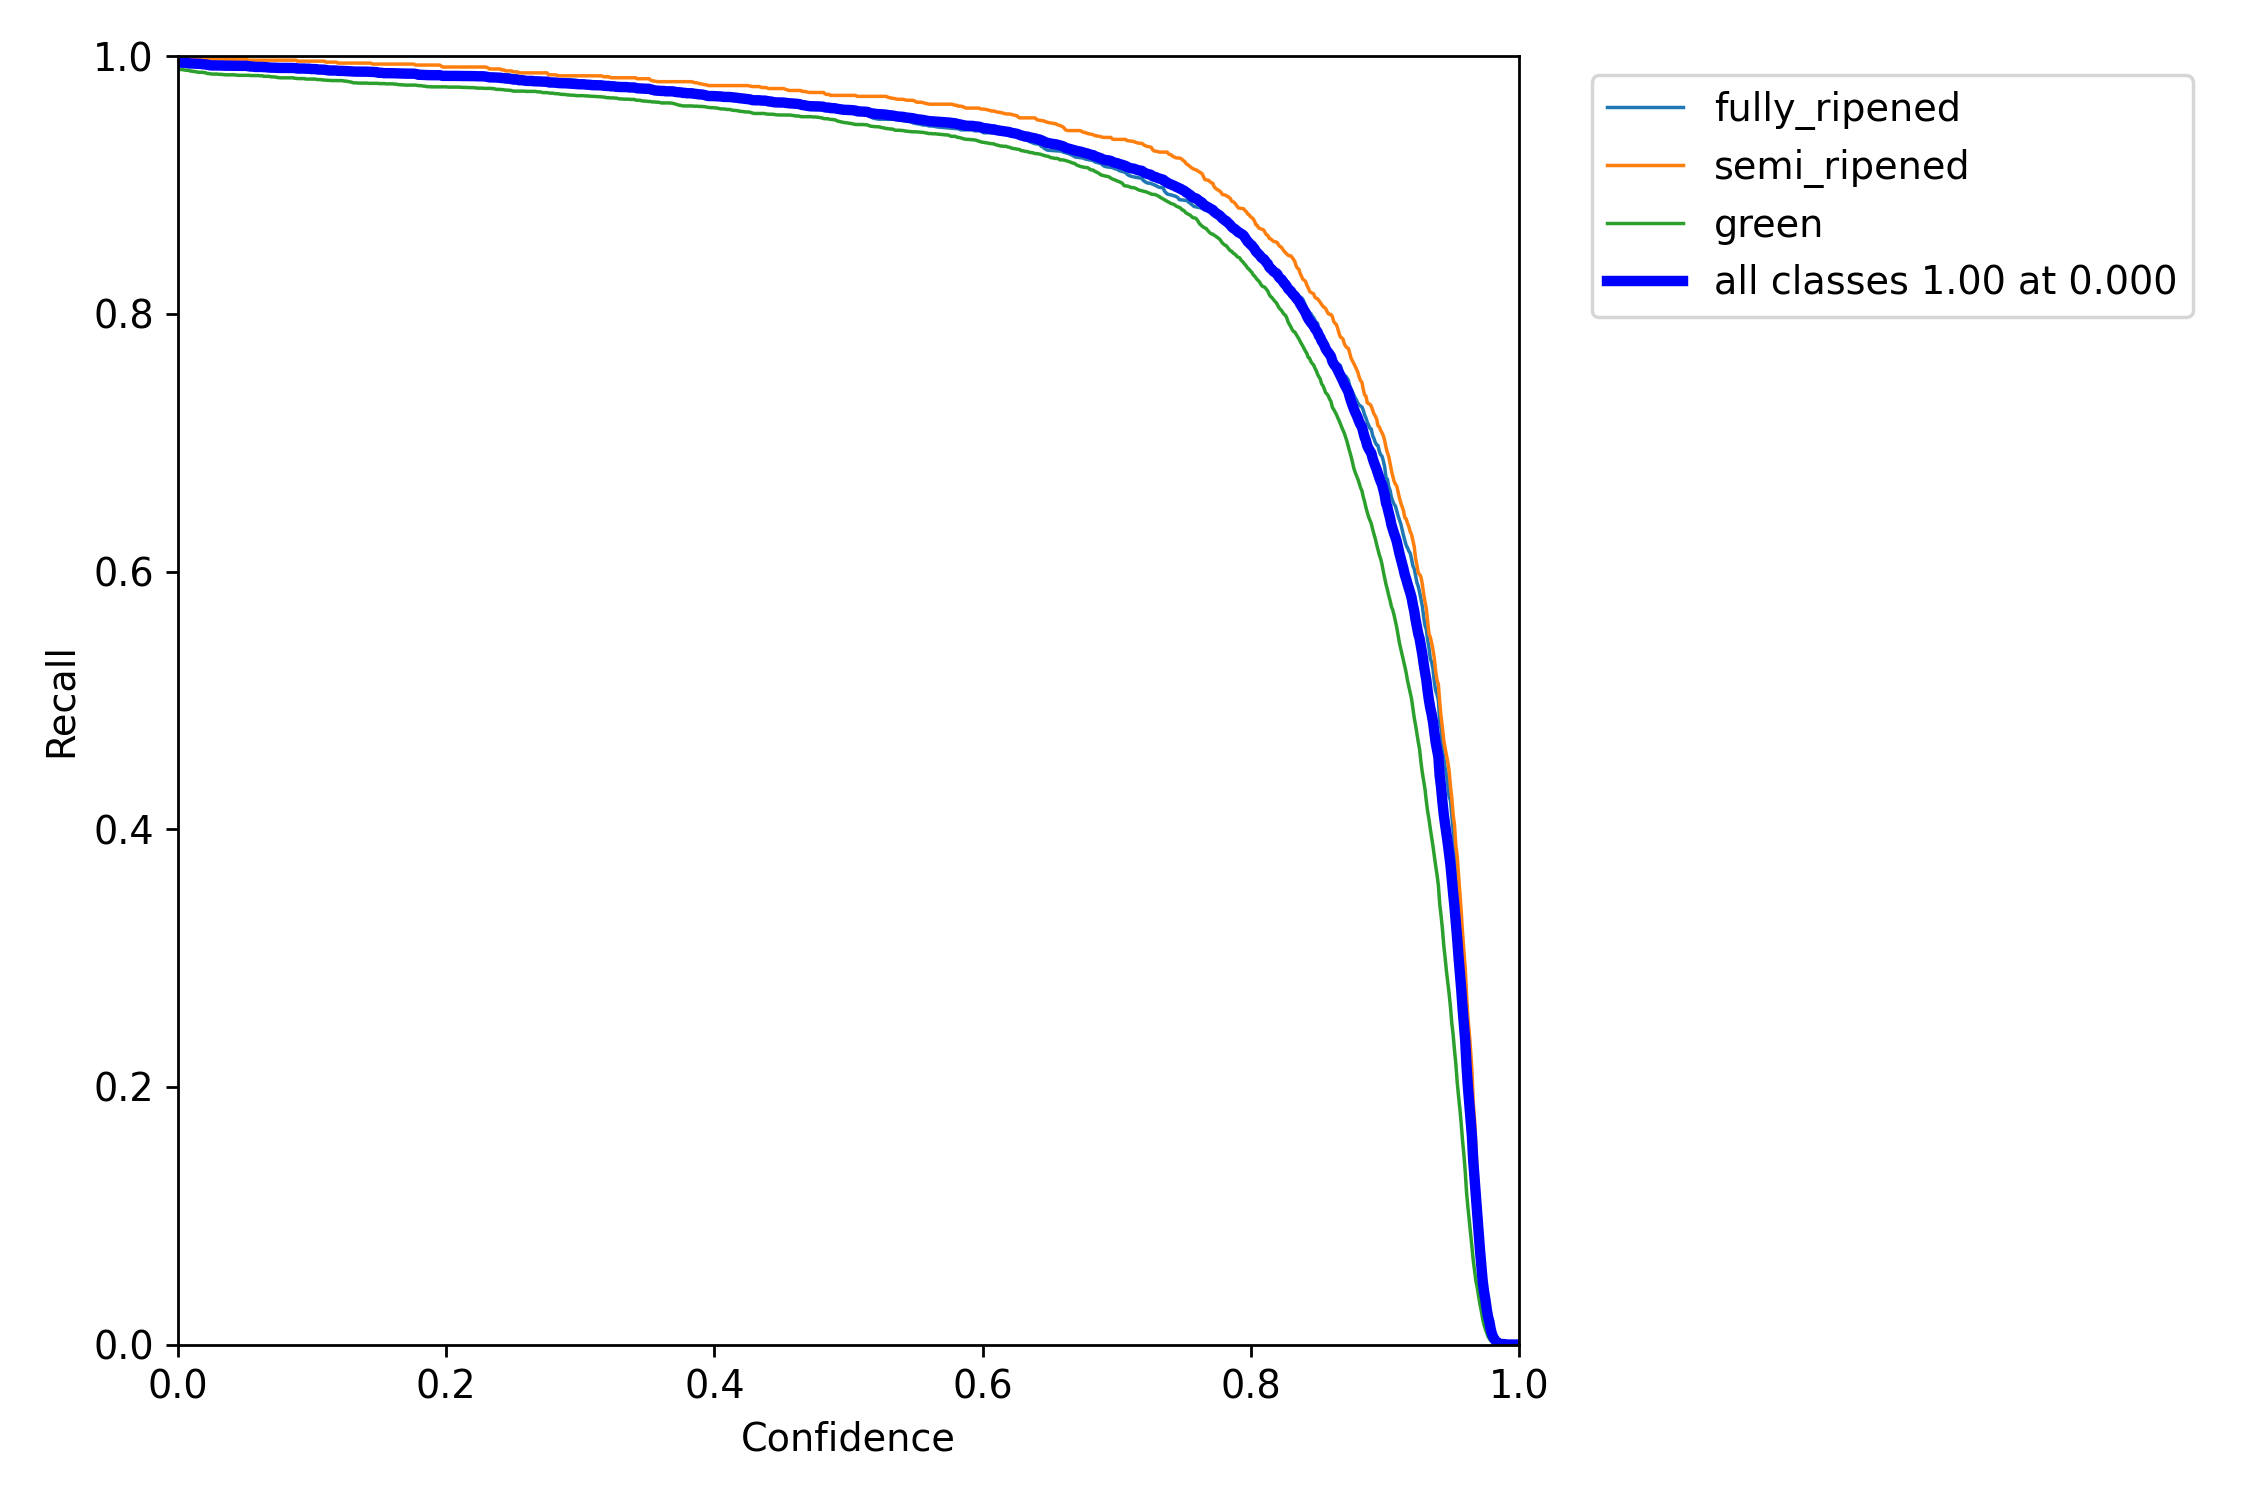 1.0
0.8
0.6
0.4
0.2
0.0
Recall
0.0 0.2 0.4 0.6 0.8 1.0
Confidence
fully_ripened
semi_ripened
green
all classes 1.00 at 0.000